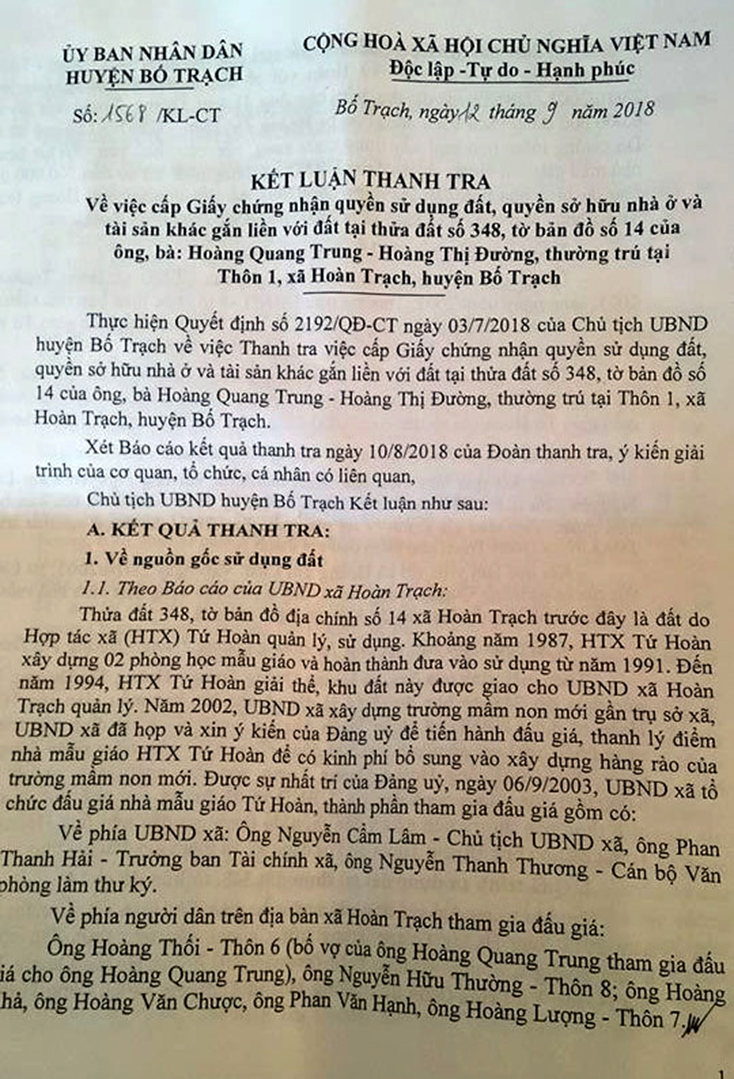 ỦY BAN NHÂN DÂN
HUYỆN BỐ TRẠCH
Số: 1568 /KL-CT
CỘNG HOÀ XÃ HỘI CHỦ NGHĨA VIỆT NAM
Độc lập -Tự do - Hạnh phúc
Bố Trạch, ngày 12 tháng 9 năm 2018
KẾT LUẬN THANH TRA
Về việc cấp Giấy chứng nhận quyền sử dụng đất, quyền sở hữu nhà ở và
tài sản khác gắn liền với đất tại thửa đất số 348, tờ bản đồ số 14 của
ông, bà: Hoàng Quang Trung - Hoàng Thị Đường, thường trú tại
Thôn 1, xã Hoàn Trạch, huyện Bố Trạch
Thực hiện Quyết định số 2192/QĐ-CT ngày 03/7/2018 của Chủ tịch UBND
huyện Bố Trạch về việc Thanh tra việc cấp Giấy chứng nhận quyền sử dụng đất,
quyền sở hữu nhà ở và tài sản khác gắn liền với đất tại thửa đất số 348, tờ bản đồ số
14 của ông, bà Hoàng Quang Trung - Hoàng Thị Đường, thường trú tại Thôn 1, xã
Hoàn Trạch, huyện Bố Trạch.
Xét Báo cáo kết quả thanh tra ngày 10/8/2018 của Đoàn thanh tra, ý kiến giải
trình của cơ quan, tổ chức, cá nhân có liên quan,
Chủ tịch UBND huyện Bố Trạch Kết luận như sau:
A. KẾT QUẢ THANH TRA:
1. Về nguồn gốc sử dụng đất
1.1. Theo Báo cáo của UBND xã Hoàn Trạch:
Thửa đất 348, tờ bản đồ địa chính số 14 xã Hoàn Trạch trước đây là đất do
Hợp tác xã (HTX) Tứ Hoàn quản lý, sử dụng. Khoảng năm 1987, HTX Tứ Hoàn
xây dựng 02 phòng học mẫu giáo và hoàn thành đưa vào sử dụng từ năm 1991. Đến
năm 1994, HTX Tứ Hoàn giải thể, khu đất này được giao cho UBND xã Hoàn
Trạch quản lý. Năm 2002, UBND xã xây dựng trường mầm non mới gần trụ sở xã,
UBND xã đã họp và xin ý kiến của Đảng uỷ để tiến hành đấu giá, thanh lý điểm
nhà mẫu giáo HTX Tứ Hoàn để có kinh phí bổ sung vào xây dựng hàng rào của
trường mầm non mới. Được sự nhất trí của Đảng uỷ, ngày 06/9/2003, UBND xã tổ
chức đấu giá nhà mẫu giáo Tứ Hoàn, thành phần tham gia đấu giá gồm có:
Về phía UBND xã: Ông Nguyễn Cẩm Lâm - Chủ tịch UBND xã, ông Phan
Thanh Hải - Trưởng ban Tài chính xã, ông Nguyễn Thanh Thương - Cán bộ Văn
phòng làm thư ký.
Về phía người dân trên địa bàn xã Hoàn Trạch tham gia đấu giá:
Ông Hoàng Thối - Thôn 6 (bố vợ của ông Hoàng Quang Trung tham gia đấu
iá cho ông Hoàng Quang Trung), ông Nguyễn Hữu Thường - Thôn 8; ông Hoàng
hả, ông Hoàng Văn Chược, ông Phan Văn Hạnh, ông Hoàng Lượng - Thôn 7.
1